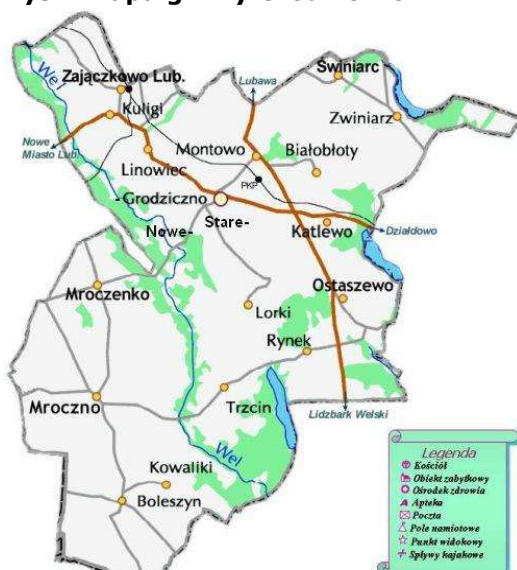 Wel
Zajączkowo Lub.
Lubawa
Świniarc
Kuligi
Zwiniarz
Nowe
Miasto Lub.
Montowo
Białobłoty
Linowiec
PKP
-Grodziczno
Stare-
Nowe-
Katlewo
Działdowo
Mroczenko
Ostaszewo
Lorki
Rynek
Mroczno
Trzcin
Lidzbark Welski
Kowaliki
Wel
Boleszyn
Legenda
Kościół
Obiekt zabytkowy
Ośrodek zdrowia
Apteka
Poczta
Pole namiotowe
Punkt widokowy
Spływy kajakowe